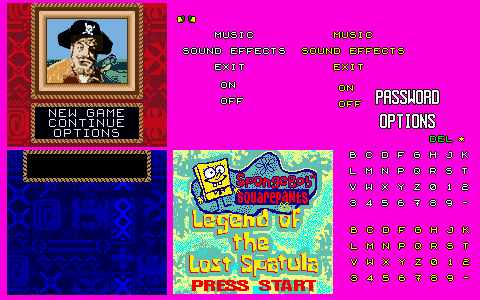 NEW GAME
CONTINUE
OPTIONS
MUSIC
SOUND EFFECTS
EXIT
ON
OFF
MUSIC
SOUND EFFECTS
EXIT
ON
OFF
PASSWORD
OPTIONS
DEL *
B C D F G H J K
L M N P Q R S T
V W X Y Z 0 1 2
3 4 5 6 7 8 9 -
B C D F G H J K
L M N P Q R S T
V W X Y Z 0 1 2
3 4 5 6 7 8 9 -
SpongeBob
Squarepants
Legend of
the
Lost Spatula
PRESS START